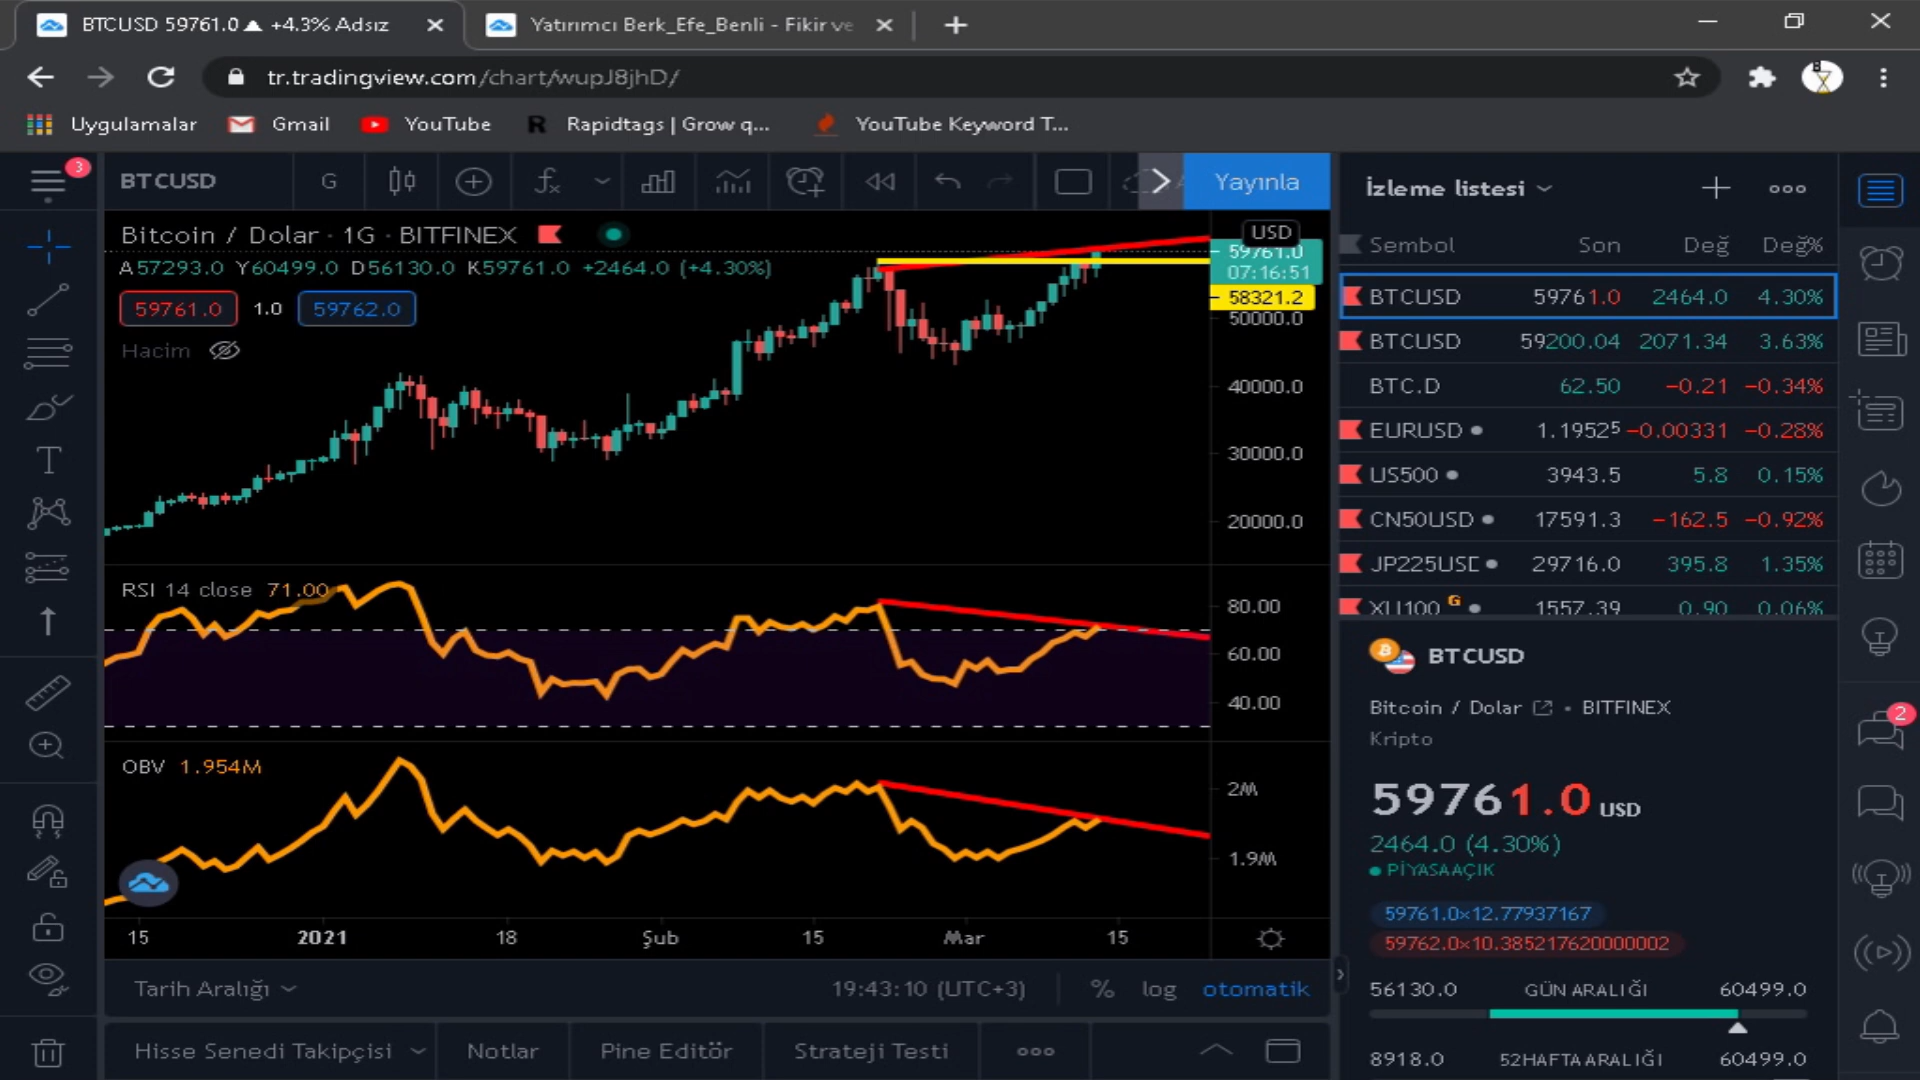 BTCUSD 59761.0 ▲ +4.3% Adsız
Yatırımcı Berk_Efe_Benli - Fikir ve
tr.tradingview.com/chart/wupJ8jhD/
Uygulamalar
Gmail
YouTube
Rapidtags | Grow q...
YouTube Keyword T...
3
BTCUSD
G
Yayınla
İzleme listesi
Bitcoin / Dolar · 1G · BITFINEX
USD
A57293.0 Y60499.0 D56130.0 K59761.0 +2464.0 (+4.30%)
59761.0 1.0 59762.0
Hacim
59761.0
07:16:51
58321.2
50000.0
40000.0
30000.0
20000.0
RSI 14 close 71.00
80.00
60.00
40.00
OBV 1.954M
2M
1.9M
15 2021 18 Şub 15 Mar 15
Tarih Aralığı
19:43:10 (UTC+3)
% log otomatik
Hisse Senedi Takipçisi
Notlar
Pine Editör
Strateji Testi
Sembol Son Değ Değ%
BTCUSD 59761.0 2464.0 4.30%
BTCUSD 59200.04 2071.34 3.63%
BTC.D 62.50 −0.21 −0.34%
EURUSD 1.19525 −0.00331 −0.28%
US500 3943.5 5.8 0.15%
CN50USD 17591.3 −162.5 −0.92%
JP225USD 29716.0 395.8 1.35%
XU100 G 1557.39 0.90 0.06%
BTCUSD
Bitcoin / Dolar • BITFINEX
Kripto
59761.0 USD
2464.0 (4.30%)
PİYASA AÇIK
59761.0×12.77937167
59762.0×10.385217620000002
56130.0 GÜN ARALIĞI 60499.0
8918.0 52HAFTA ARALIĞI 60499.0
2